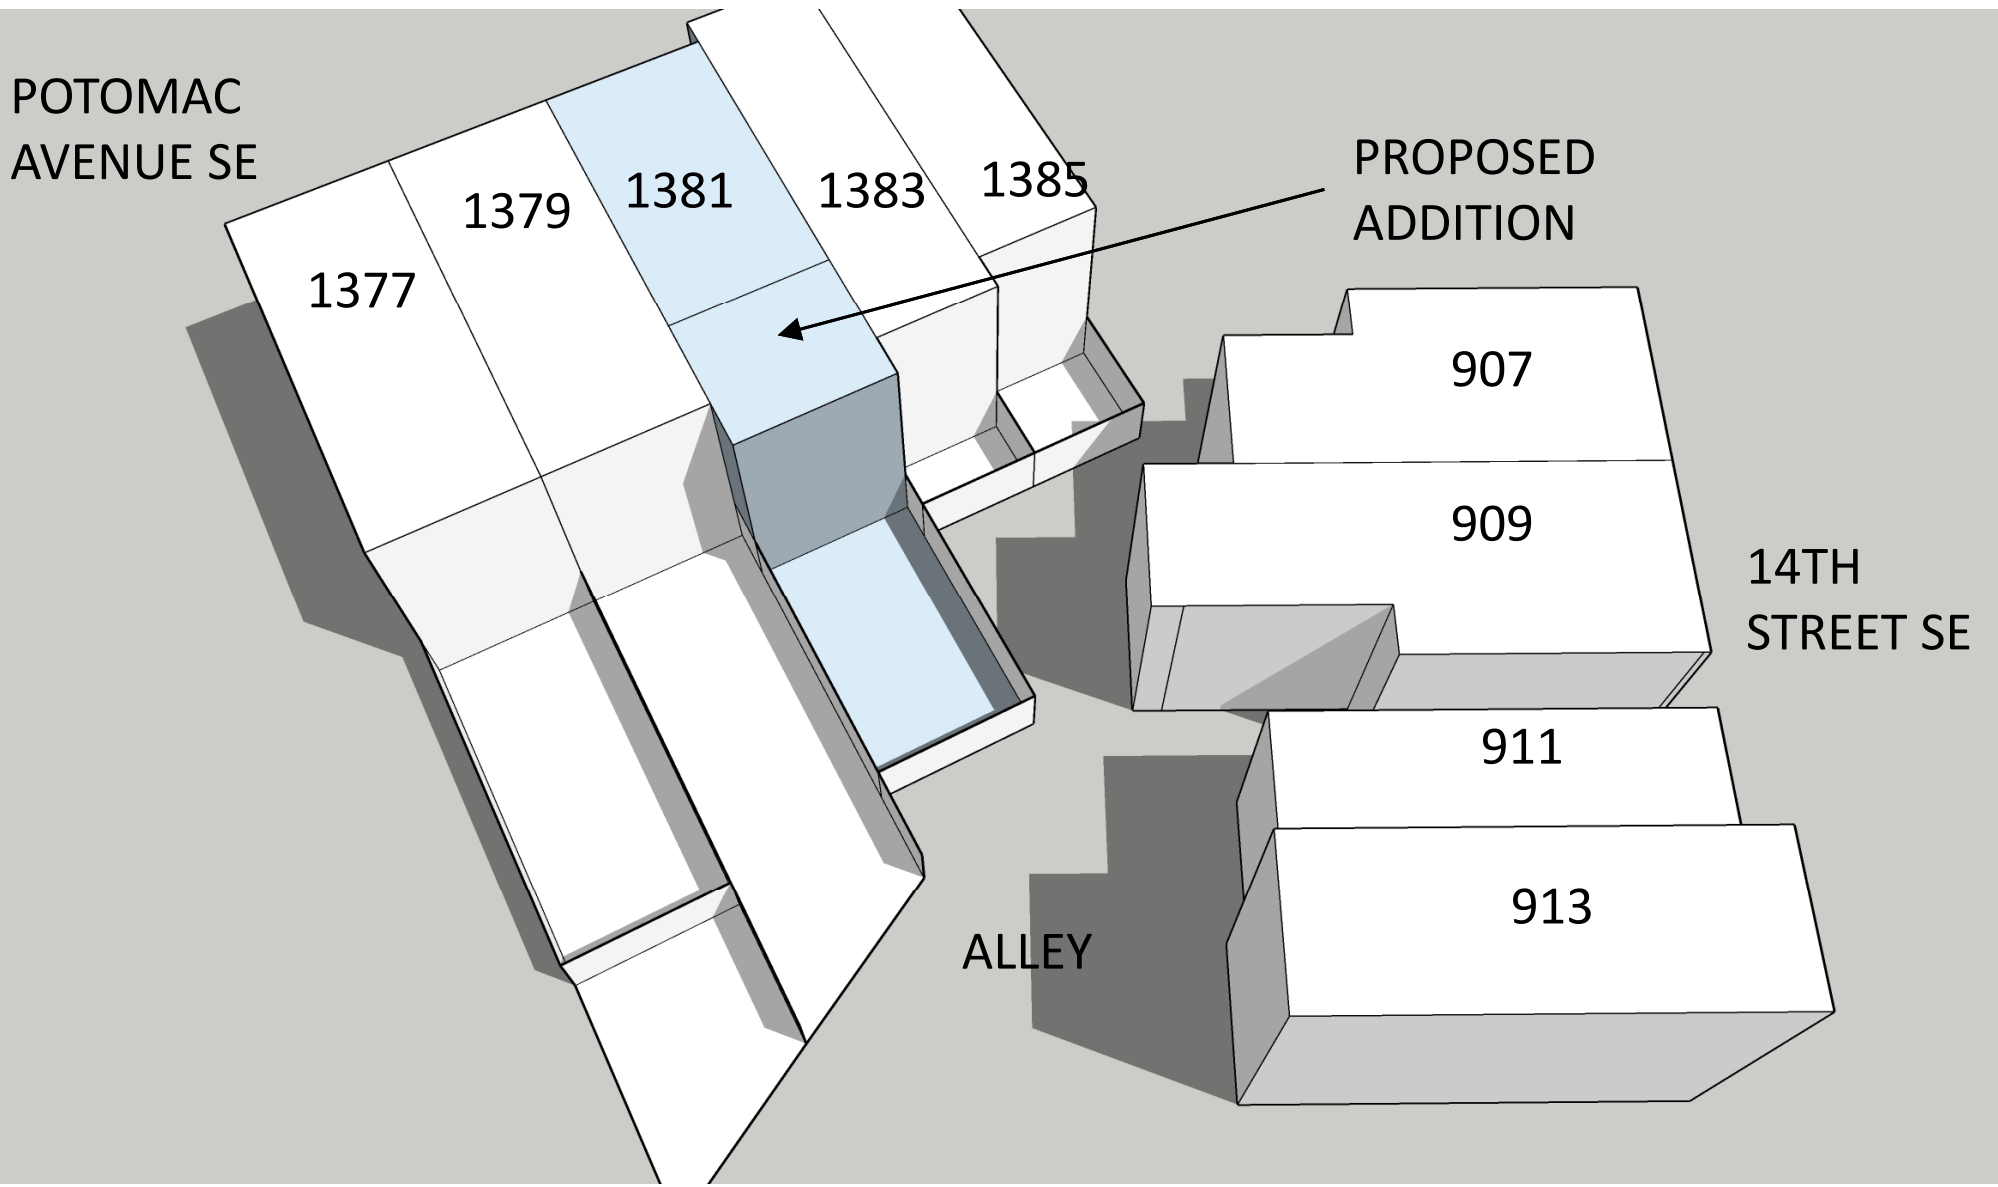 POTOMAC
AVENUE SE
1377
1379
1381
1383
1385
PROPOSED
ADDITION
907
909
14TH
STREET SE
911
913
ALLEY